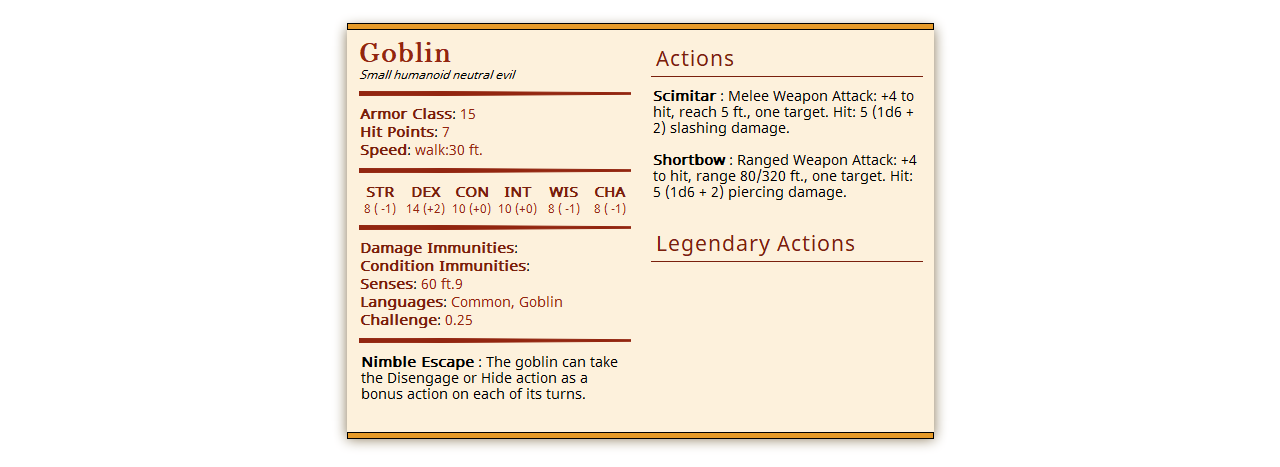 Goblin
Small humanoid neutral evil
Armor Class: 15
Hit Points: 7
Speed: walk:30 ft.
STR DEX CON INT WIS CHA
8 ( -1) 14 (+2) 10 (+0) 10 (+0) 8 ( -1) 8 ( -1)
Damage Immunities:
Condition Immunities:
Senses: 60 ft.9
Languages: Common, Goblin
Challenge: 0.25
Nimble Escape : The goblin can take
the Disengage or Hide action as a
bonus action on each of its turns.
Actions
Scimitar : Melee Weapon Attack: +4 to
hit, reach 5 ft., one target. Hit: 5 (1d6 +
2) slashing damage.
Shortbow : Ranged Weapon Attack: +4
to hit, range 80/320 ft., one target. Hit:
5 (1d6 + 2) piercing damage.
Legendary Actions